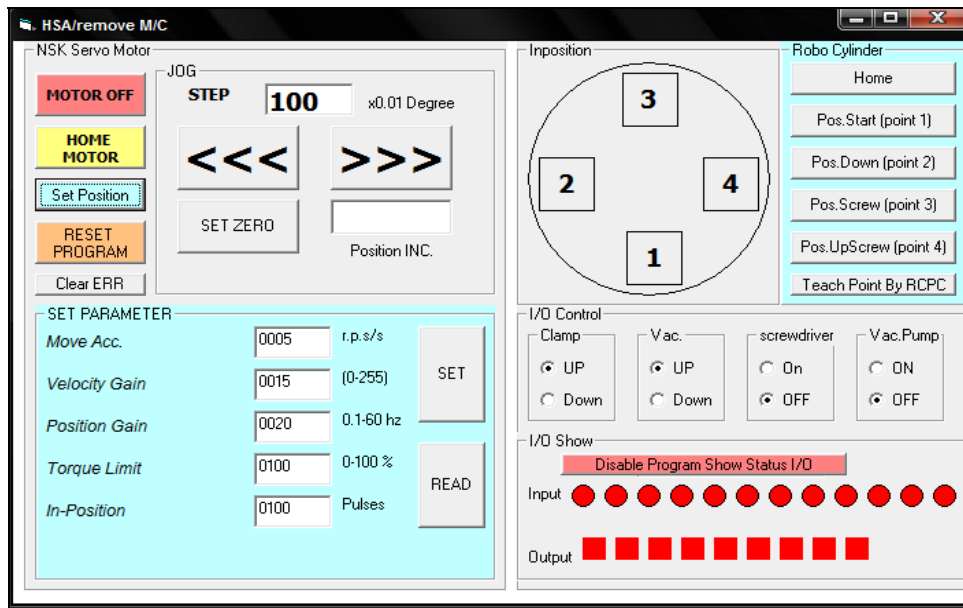 HSA/remove M/C
NSK Servo Motor
MOTOR OFF
HOME
MOTOR
Set Position
RESET
PROGRAM
Clear ERR
JOG
STEP
100
x0.01 Degree
<<<
>>>
SET ZERO
Position INC.
SET PARAMETER
Move Acc.
0005
r.p.s/s
Velocity Gain
0015
(0-255)
Position Gain
0020
0.1-60 hz
Torque Limit
0100
0-100 %
In-Position
0100
Pulses
SET
READ
Inposition
3
2
4
1
Robo Cylinder
Home
Pos.Start (point 1)
Pos.Down (point 2)
Pos.Screw (point 3)
Pos.UpScrew (point 4)
Teach Point By RCPC
I/O Control
Clamp
UP
Down
Vac.
UP
Down
screwdriver
On
OFF
Vac.Pump
ON
OFF
I/O Show
Disable Program Show Status I/O
Input
Output